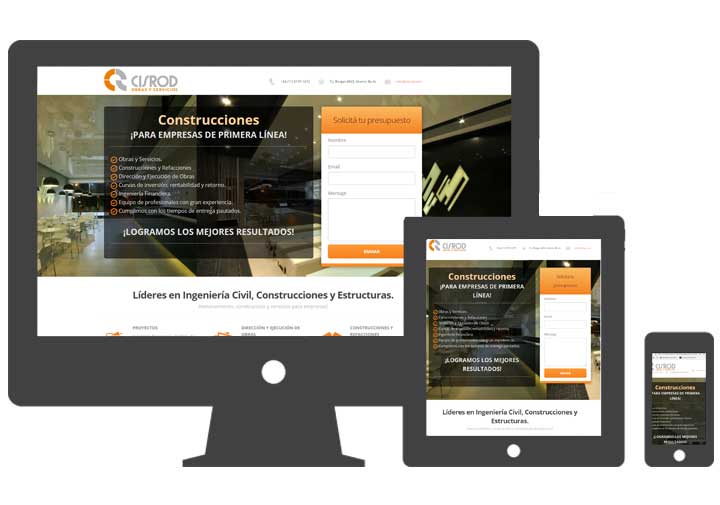 CISROD
OBRAS Y SERVICIOS
Construcciones
¡PARA EMPRESAS DE PRIMERA LÍNEA!
Obras y Servicios.
Construcciones y Refacciones
Dirección y Ejecución de Obras
Curvas de inversión, rentabilidad y retorno.
Ingeniería Financiera.
Equipo de profesionales con gran experiencia.
Cumplimos con los tiempos de entrega pautados.
¡LOGRAMOS LOS MEJORES RESULTADOS!
Solicitá tu presupuesto
Nombre
Email
Mensaje
ENVIAR
Líderes en Ingeniería Civil, Construcciones y Estructuras.
PROYECTOS
DIRECCIÓN Y EJECUCIÓN DE
OBRAS
CONSTRUCCIONES Y
REFACCIONES
CISROD
Construcciones
¡PARA EMPRESAS DE PRIMERA
LÍNEA!
Obras y Servicios.
Construcciones y Refacciones
Dirección y Ejecución de Obras
Curvas de inversión, rentabilidad y retorno.
Ingeniería Financiera.
Equipo de profesionales con gran experiencia.
Cumplimos con los tiempos de entrega pautados.
¡LOGRAMOS LOS MEJORES
RESULTADOS!
Solicitá tu
presupuesto
Nombre
Email
Mensaje
ENVIAR
Líderes en Ingeniería Civil, Construcciones y
Estructuras.
CISROD
Construcciones
¡PARA EMPRESAS DE PRIMERA
LÍNEA!
¡LOGRAMOS LOS MEJORES
RESULTADOS!